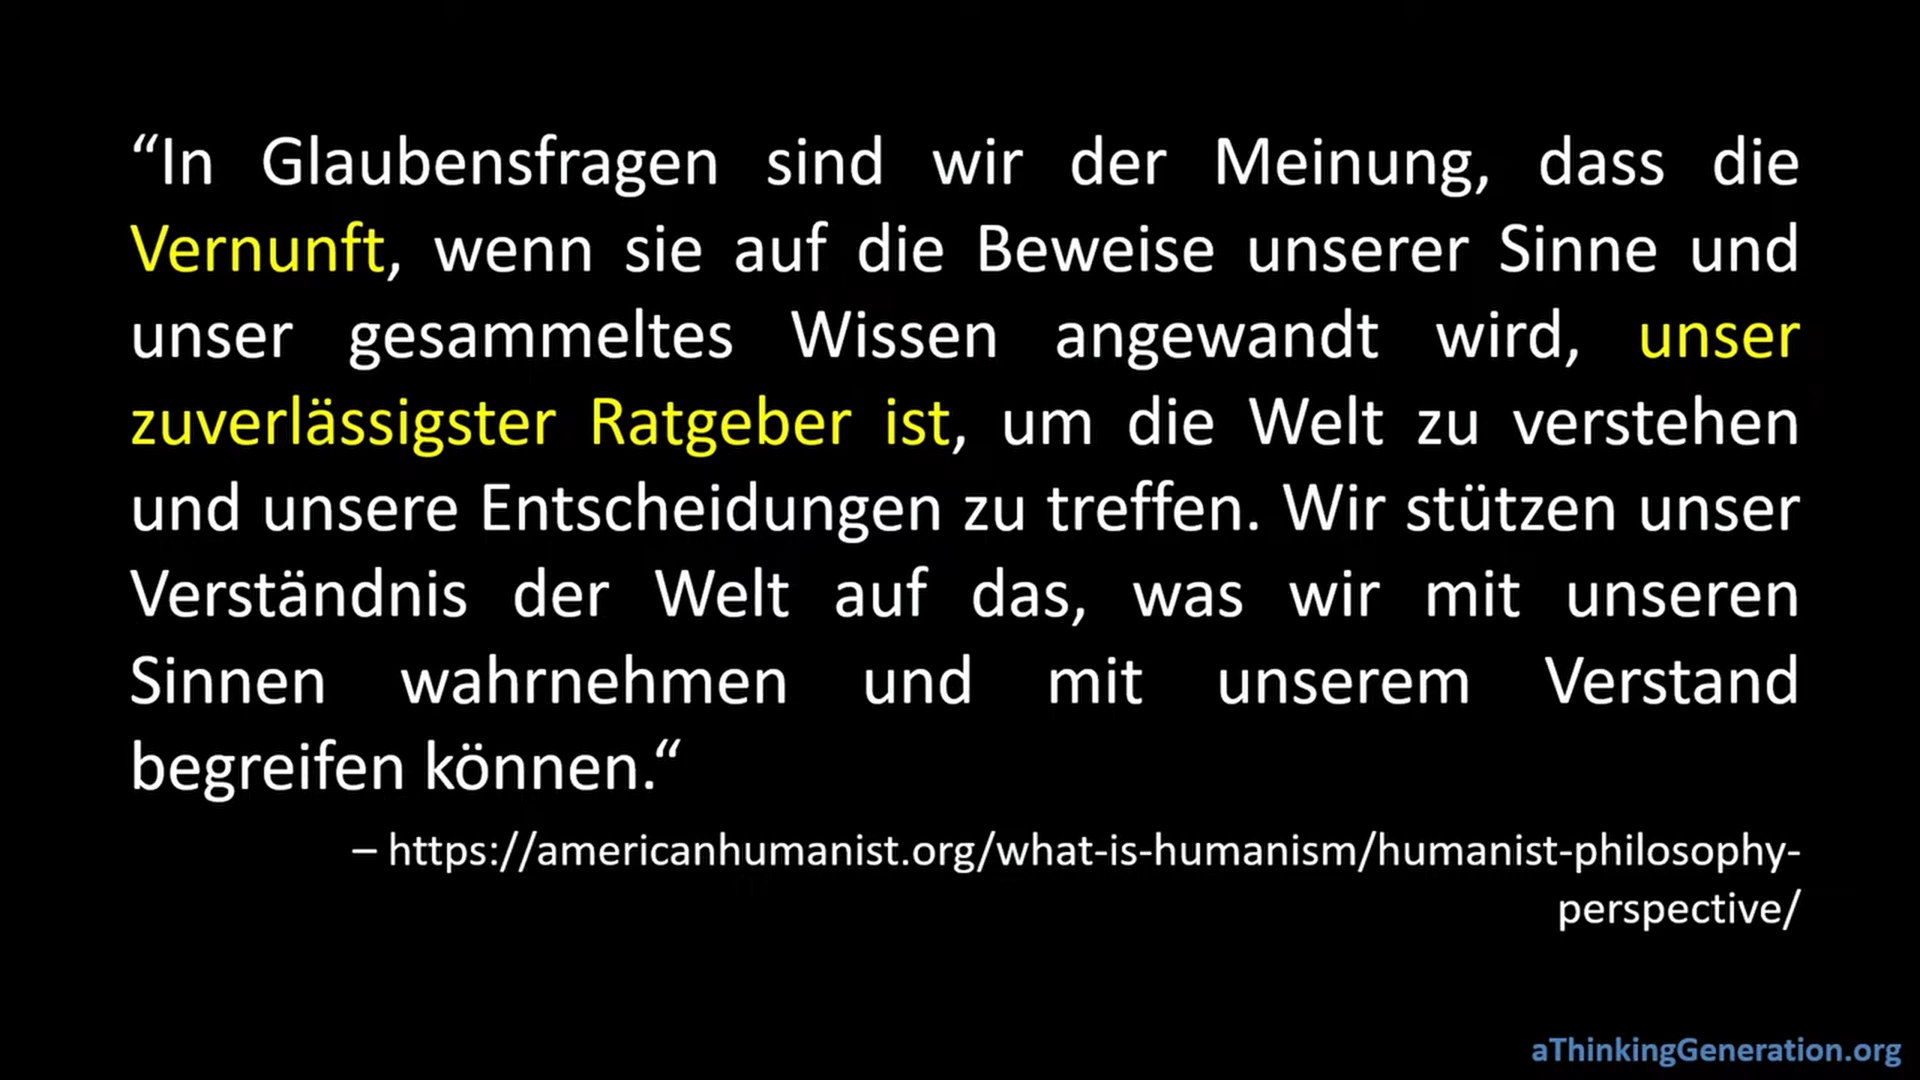 “In Glaubensfragen sind wir der Meinung, dass die
Vernunft, wenn sie auf die Beweise unserer Sinne und
unser gesammeltes Wissen angewandt wird, unser
zuverlässigster Ratgeber ist, um die Welt zu verstehen
und unsere Entscheidungen zu treffen. Wir stützen unser
Verständnis der Welt auf das, was wir mit unseren
Sinnen wahrnehmen und mit unserem Verstand
begreifen können.“
– https://americanhumanist.org/what-is-humanism/humanist-philosophy-
perspective/
aThinkingGeneration.org